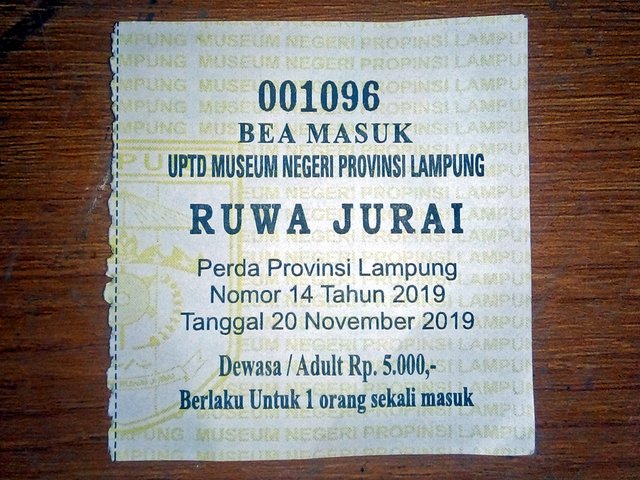 001096
BEA MASUK
UPTD MUSEUM NEGERI PROVINSI LAMPUNG
RUWA JURAI
Perda Provinsi Lampung
Nomor 14 Tahun 2019
Tanggal 20 November 2019
Dewasa / Adult Rp. 5.000,-
Berlaku Untuk 1 orang sekali masuk